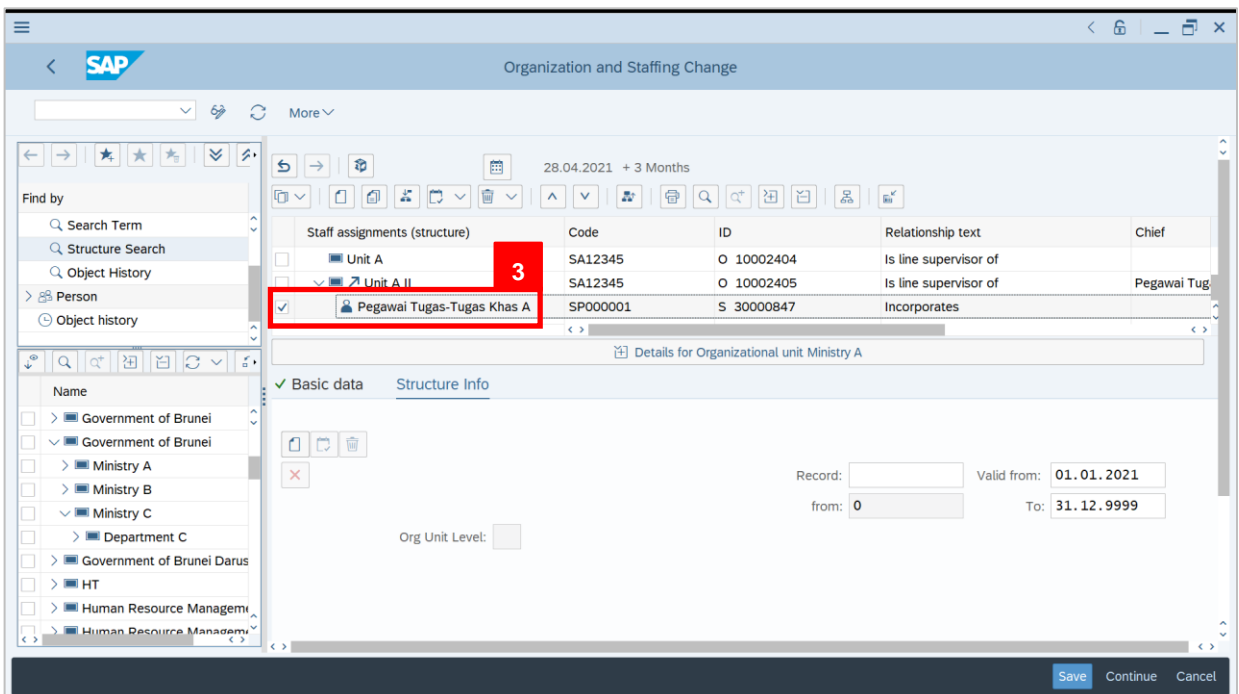 SAP
Organization and Staffing Change
More
28.04.2021 + 3 Months
Find by
Search Term
Structure Search
Object History
Person
Object history
Staff assignments (structure) Code ID Relationship text Chief
Unit A SA12345 O 10002404 Is line supervisor of
Unit A II SA12345 O 10002405 Is line supervisor of Pegawai Tug
3
Pegawai Tugas-Tugas Khas A SP000001 S 30000847 Incorporates
Details for Organizational unit Ministry A
Basic data Structure Info
Name
Government of Brunei
Government of Brunei
Ministry A
Ministry B
Ministry C
Department C
Government of Brunei Darus
HT
Human Resource Manageme
Human Resource Manageme
Record: Valid from: 01.01.2021
from: 0 To: 31.12.9999
Org Unit Level:
Save Continue Cancel